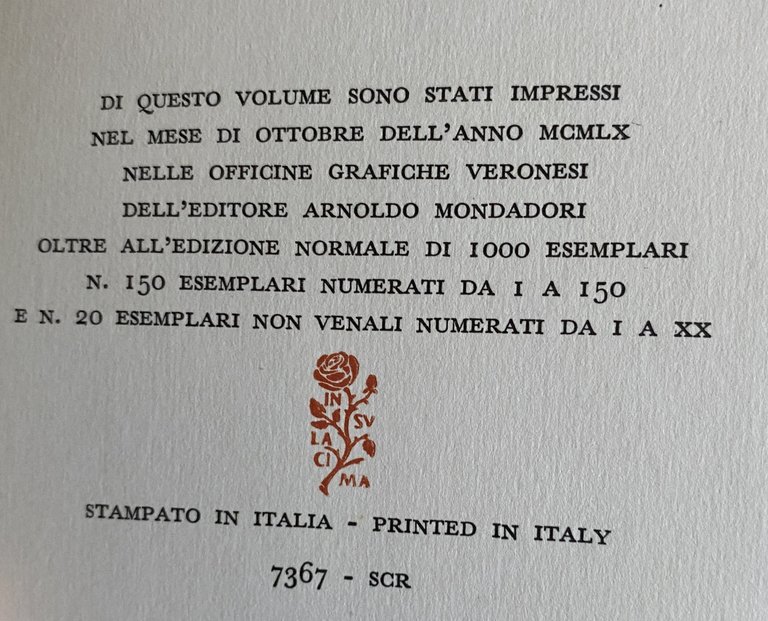 DI QUESTO VOLUME SONO STATI IMPRESSI
NEL MESE DI OTTOBRE DELL'ANNO MCMLX
NELLE OFFICINE GRAFICHE VERONESI
DELL'EDITORE ARNOLDO MONDADORI
OLTRE ALL'EDIZIONE NORMALE DI 1000 ESEMPLARI
N. 150 ESEMPLARI NUMERATI DA 1 A 150
E N. 20 ESEMPLARI NON VENALI NUMERATI DA I A XX
IN
SV
LA
CI
MA
STAMPATO IN ITALIA - PRINTED IN ITALY
7367 - SCR